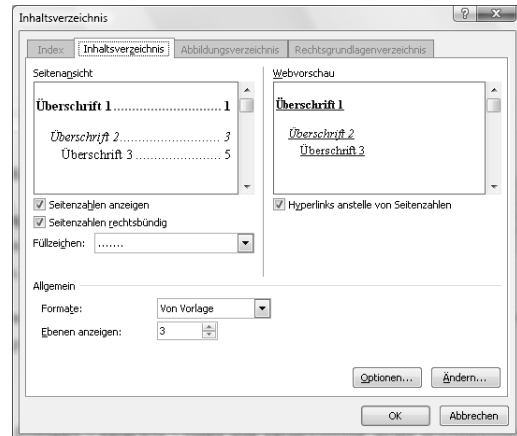 Inhaltsverzeichnis
Index Inhaltsverzeichnis Abbildungsverzeichnis Rechtsgrundlagenverzeichnis
Seitenansicht
Überschrift 1 .............................. 1
Überschrift 2 .......................... 3
Überschrift 3 ....................... 5
Seitenzahlen anzeigen
Seitenzahlen rechtsbündig
Füllzeichen: .......
Webvorschau
Überschrift 1
Überschrift 2
Überschrift 3
Hyperlinks anstelle von Seitenzahlen
Allgemein
Formate: Von Vorlage
Ebenen anzeigen: 3
Optionen... Ändern...
OK Abbrechen